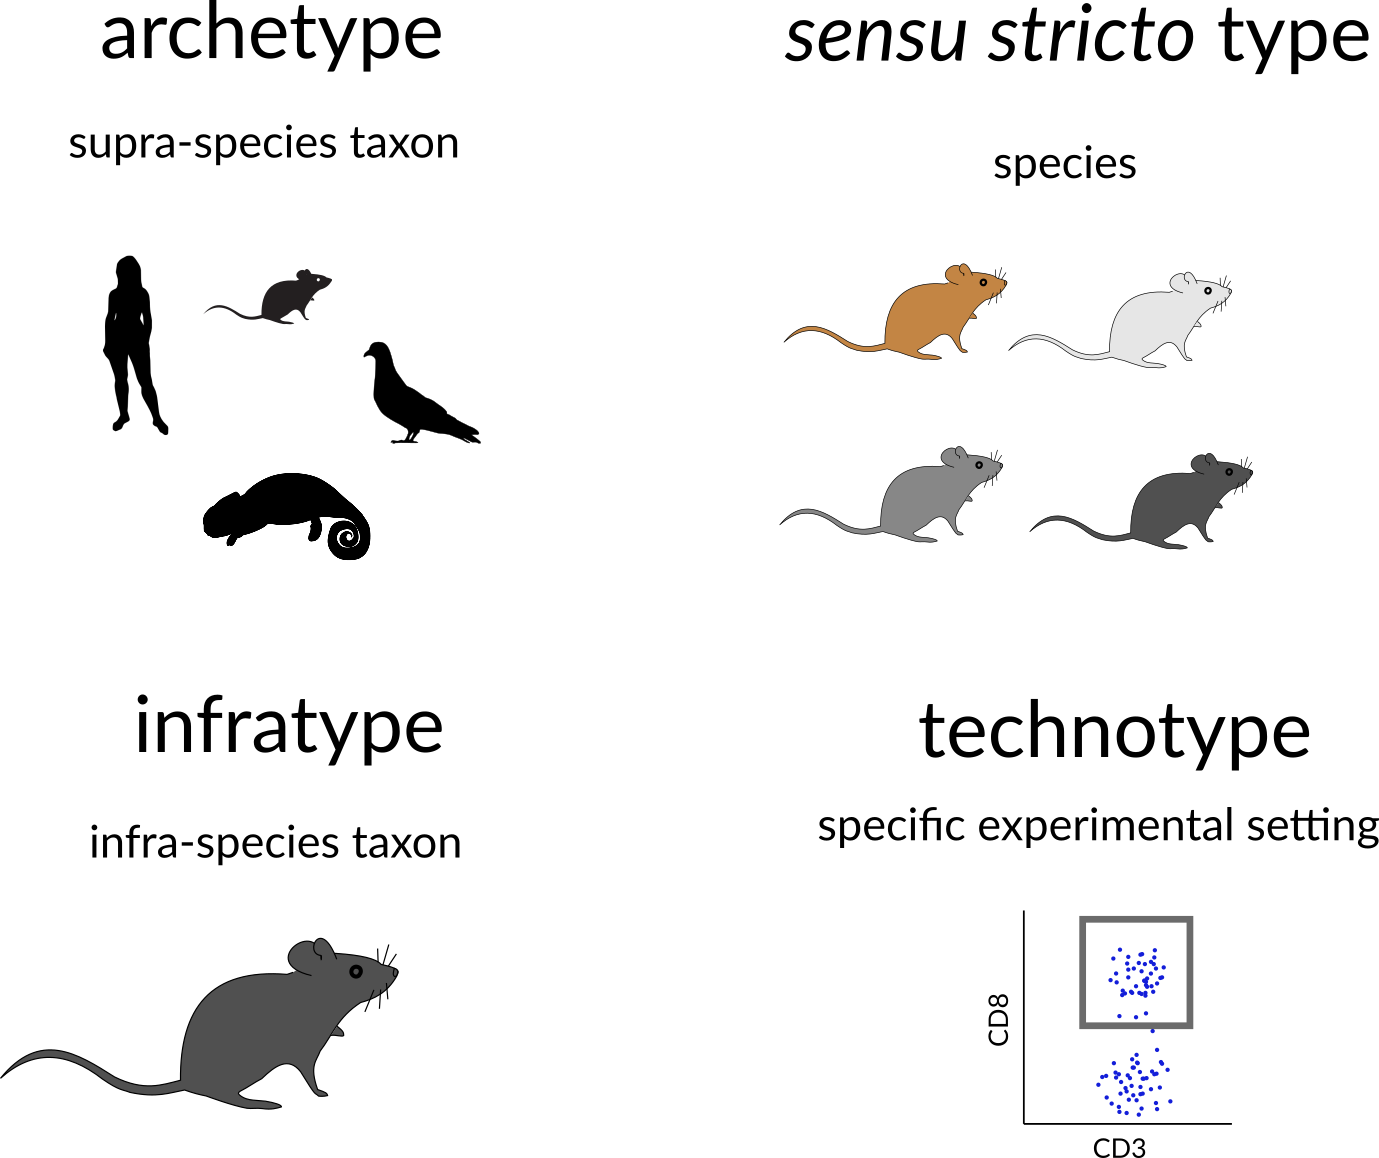 archetype
supra-species taxon
sensu stricto type
species
infratype
infra-species taxon
technotype
specific experimental setting
CD8
CD3